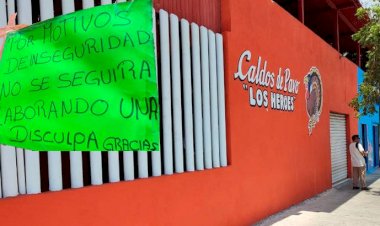 POR MOTIVOS
DE INSEGURIDAD
NO SE SEGUIRA
LABORANDO UNA
DISCULPA GRACIAS
Caldos de Pavo
"LOS HEROES"